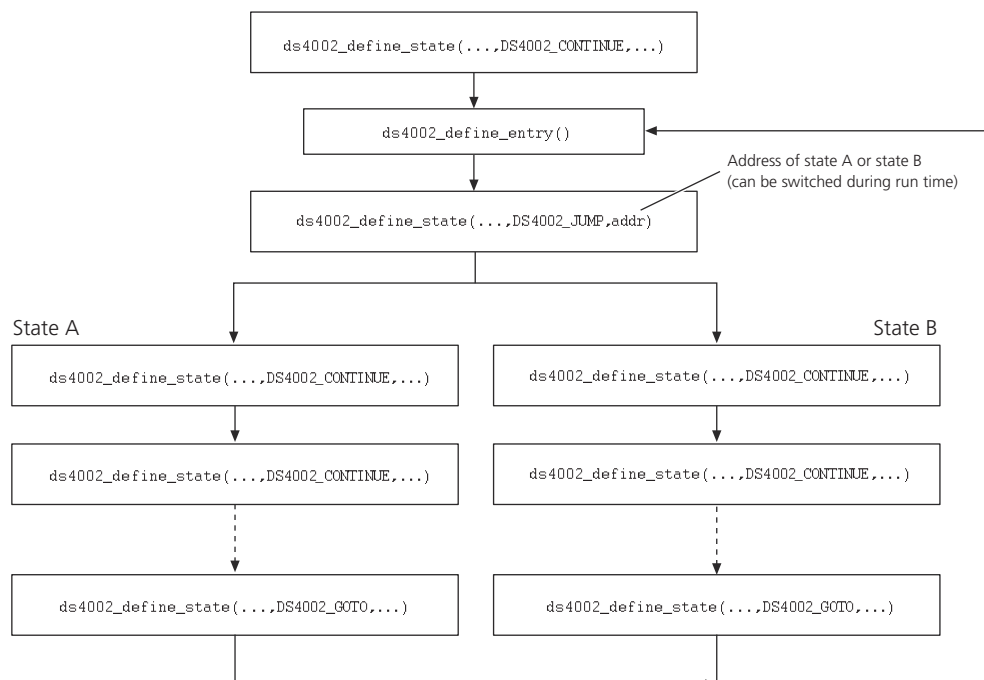 ds4002_define_state(...,DS4002_CONTINUE,...)
ds4002_define_entry()
Address of state A or state B
(can be switched during run time)
ds4002_define_state(...,DS4002_JUMP,addr)
State A
State B
ds4002_define_state(...,DS4002_CONTINUE,...)
ds4002_define_state(...,DS4002_CONTINUE,...)
ds4002_define_state(...,DS4002_CONTINUE,...)
ds4002_define_state(...,DS4002_CONTINUE,...)
ds4002_define_state(...,DS4002_GOTO,...)
ds4002_define_state(...,DS4002_GOTO,...)